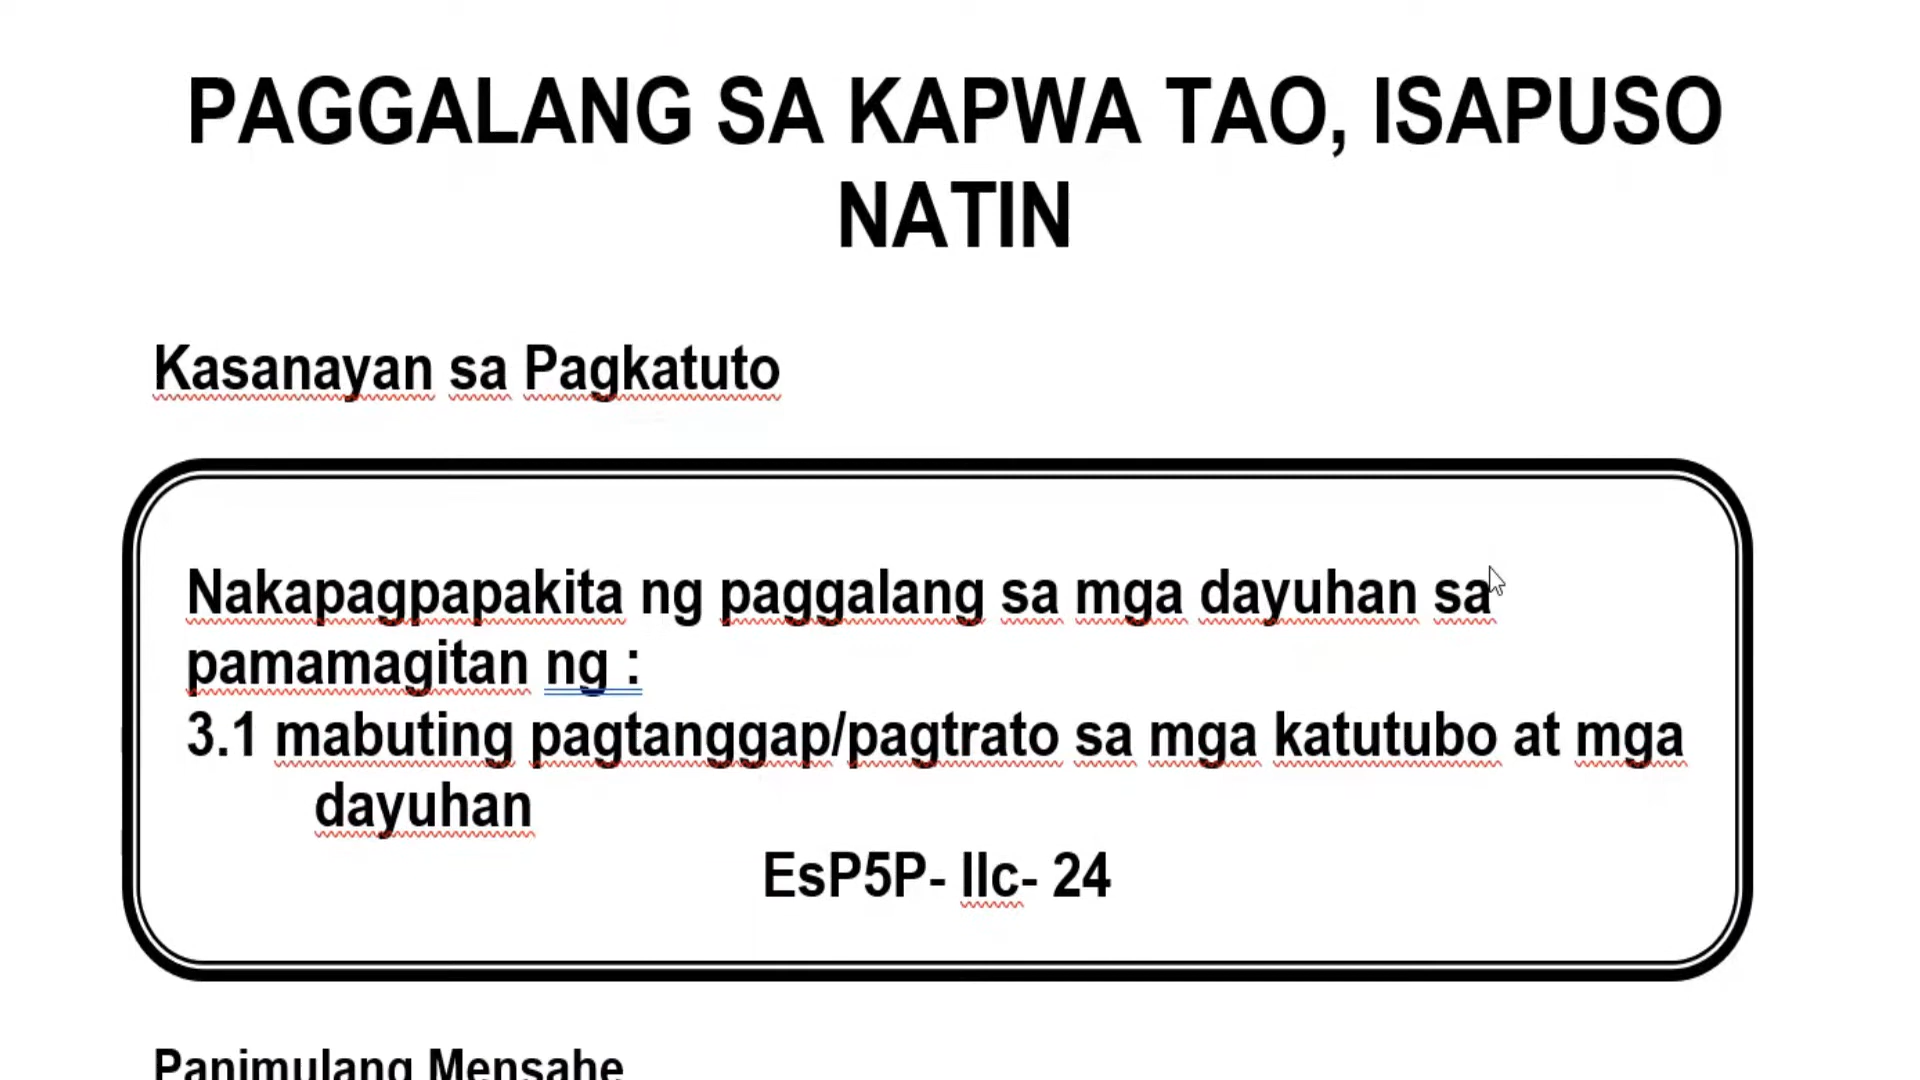 PAGGALANG SA KAPWA TAO, ISAPUSO
NATIN
Kasanayan sa Pagkatuto
Nakapagpapakita ng paggalang sa mga dayuhan sa
pamamagitan ng :
3.1 mabuting pagtanggap/pagtrato sa mga katutubo at mga
dayuhan
EsP5P- IIc- 24
Panimulang Mensahe